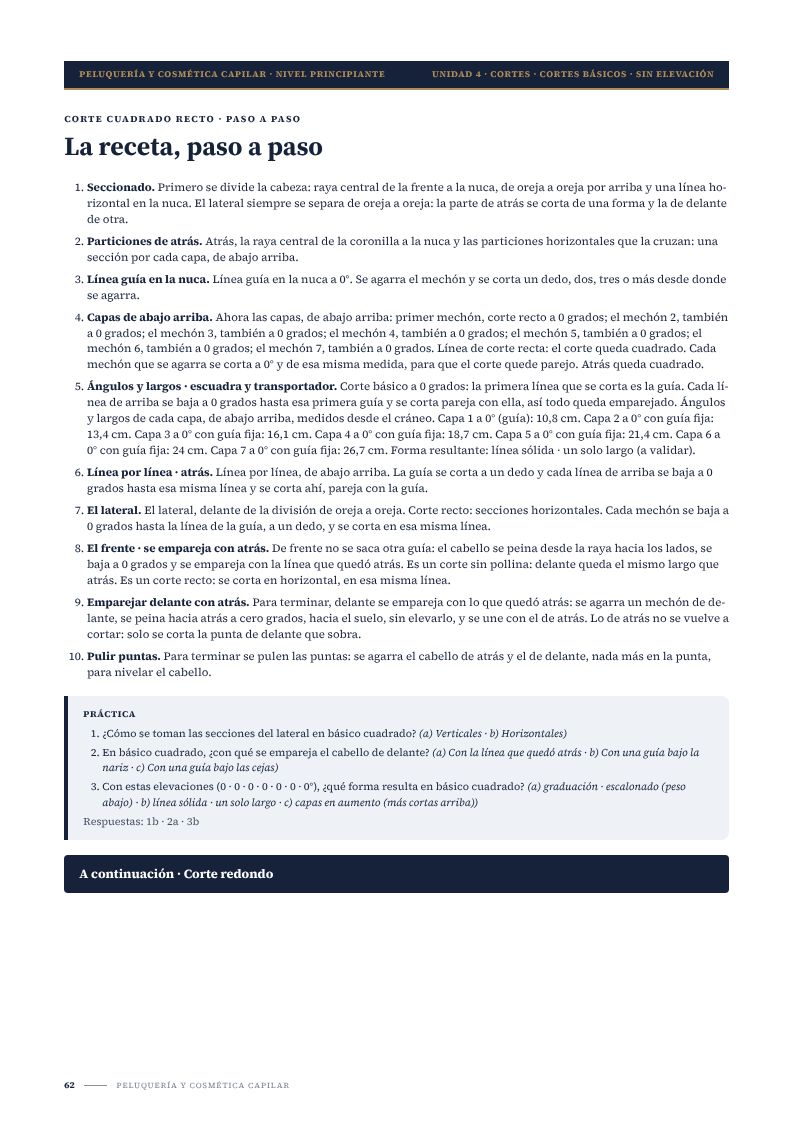 PELUQUERÍA Y COSMÉTICA CAPILAR · NIVEL PRINCIPIANTE
UNIDAD 4 · CORTES · CORTES BÁSICOS · SIN ELEVACIÓN
CORTE CUADRADO RECTO · PASO A PASO
La receta, paso a paso
1. Seccionado. Primero se divide la cabeza: raya central de la frente a la nuca, de oreja a oreja por arriba y una línea ho-
rizontal en la nuca. El lateral siempre se separa de oreja a oreja: la parte de atrás se corta de una forma y la de delante
de otra.
2. Particiones de atrás. Atrás, la raya central de la coronilla a la nuca y las particiones horizontales que la cruzan: una
sección por cada capa, de abajo arriba.
3. Línea guía en la nuca. Línea guía en la nuca a 0°. Se agarra el mechón y se corta un dedo, dos, tres o más desde donde
se agarra.
4. Capas de abajo arriba. Ahora las capas, de abajo arriba: primer mechón, corte recto a 0 grados; el mechón 2, también
a 0 grados; el mechón 3, también a 0 grados; el mechón 4, también a 0 grados; el mechón 5, también a 0 grados; el
mechón 6, también a 0 grados; el mechón 7, también a 0 grados. Línea de corte recta: el corte queda cuadrado. Cada
mechón que se agarra se corta a 0° y de esa misma medida, para que el corte quede parejo. Atrás queda cuadrado.
5. Ángulos y largos · escuadra y transportador. Corte básico a 0 grados: la primera línea que se corta es la guía. Cada lí-
nea de arriba se baja a 0 grados hasta esa primera guía y se corta pareja con ella, así todo queda emparejado. Ángulos
y largos de cada capa, de abajo arriba, medidos desde el cráneo. Capa 1 a 0° (guía): 10,8 cm. Capa 2 a 0° con guía fija:
13,4 cm. Capa 3 a 0° con guía fija: 16,1 cm. Capa 4 a 0° con guía fija: 18,7 cm. Capa 5 a 0° con guía fija: 21,4 cm. Capa 6 a
0° con guía fija: 24 cm. Capa 7 a 0° con guía fija: 26,7 cm. Forma resultante: línea sólida · un solo largo (a validar).
6. Línea por línea · atrás. Línea por línea, de abajo arriba. La guía se corta a un dedo y cada línea de arriba se baja a 0
grados hasta esa misma línea y se corta ahí, pareja con la guía.
7. El lateral. El lateral, delante de la división de oreja a oreja. Corte recto: secciones horizontales. Cada mechón se baja a
0 grados hasta la línea de la guía, a un dedo, y se corta en esa misma línea.
8. El frente · se empareja con atrás. De frente no se saca otra guía: el cabello se peina desde la raya hacia los lados, se
baja a 0 grados y se empareja con la línea que quedó atrás. Es un corte sin pollina: delante queda el mismo largo que
atrás. Es un corte recto: se corta en horizontal, en esa misma línea.
9. Emparejar delante con atrás. Para terminar, delante se empareja con lo que quedó atrás: se agarra un mechón de de-
lante, se peina hacia atrás a cero grados, hacia el suelo, sin elevarlo, y se une con el de atrás. Lo de atrás no se vuelve a
cortar: solo se corta la punta de delante que sobra.
10. Pulir puntas. Para terminar se pulen las puntas: se agarra el cabello de atrás y el de delante, nada más en la punta,
para nivelar el cabello.
PRÁCTICA
1. ¿Cómo se toman las secciones del lateral en básico cuadrado? (a) Verticales · b) Horizontales)
2. En básico cuadrado, ¿con qué se empareja el cabello de delante? (a) Con la línea que quedó atrás · b) Con una guía bajo la
nariz · c) Con una guía bajo las cejas)
3. Con estas elevaciones (0 · 0 · 0 · 0 · 0 · 0 · 0°), ¿qué forma resulta en básico cuadrado? (a) graduación · escalonado (peso
abajo) · b) línea sólida · un solo largo · c) capas en aumento (más cortas arriba))
Respuestas: 1b · 2a · 3b
A continuación · Corte redondo
62 PELUQUERÍA Y COSMÉTICA CAPILAR